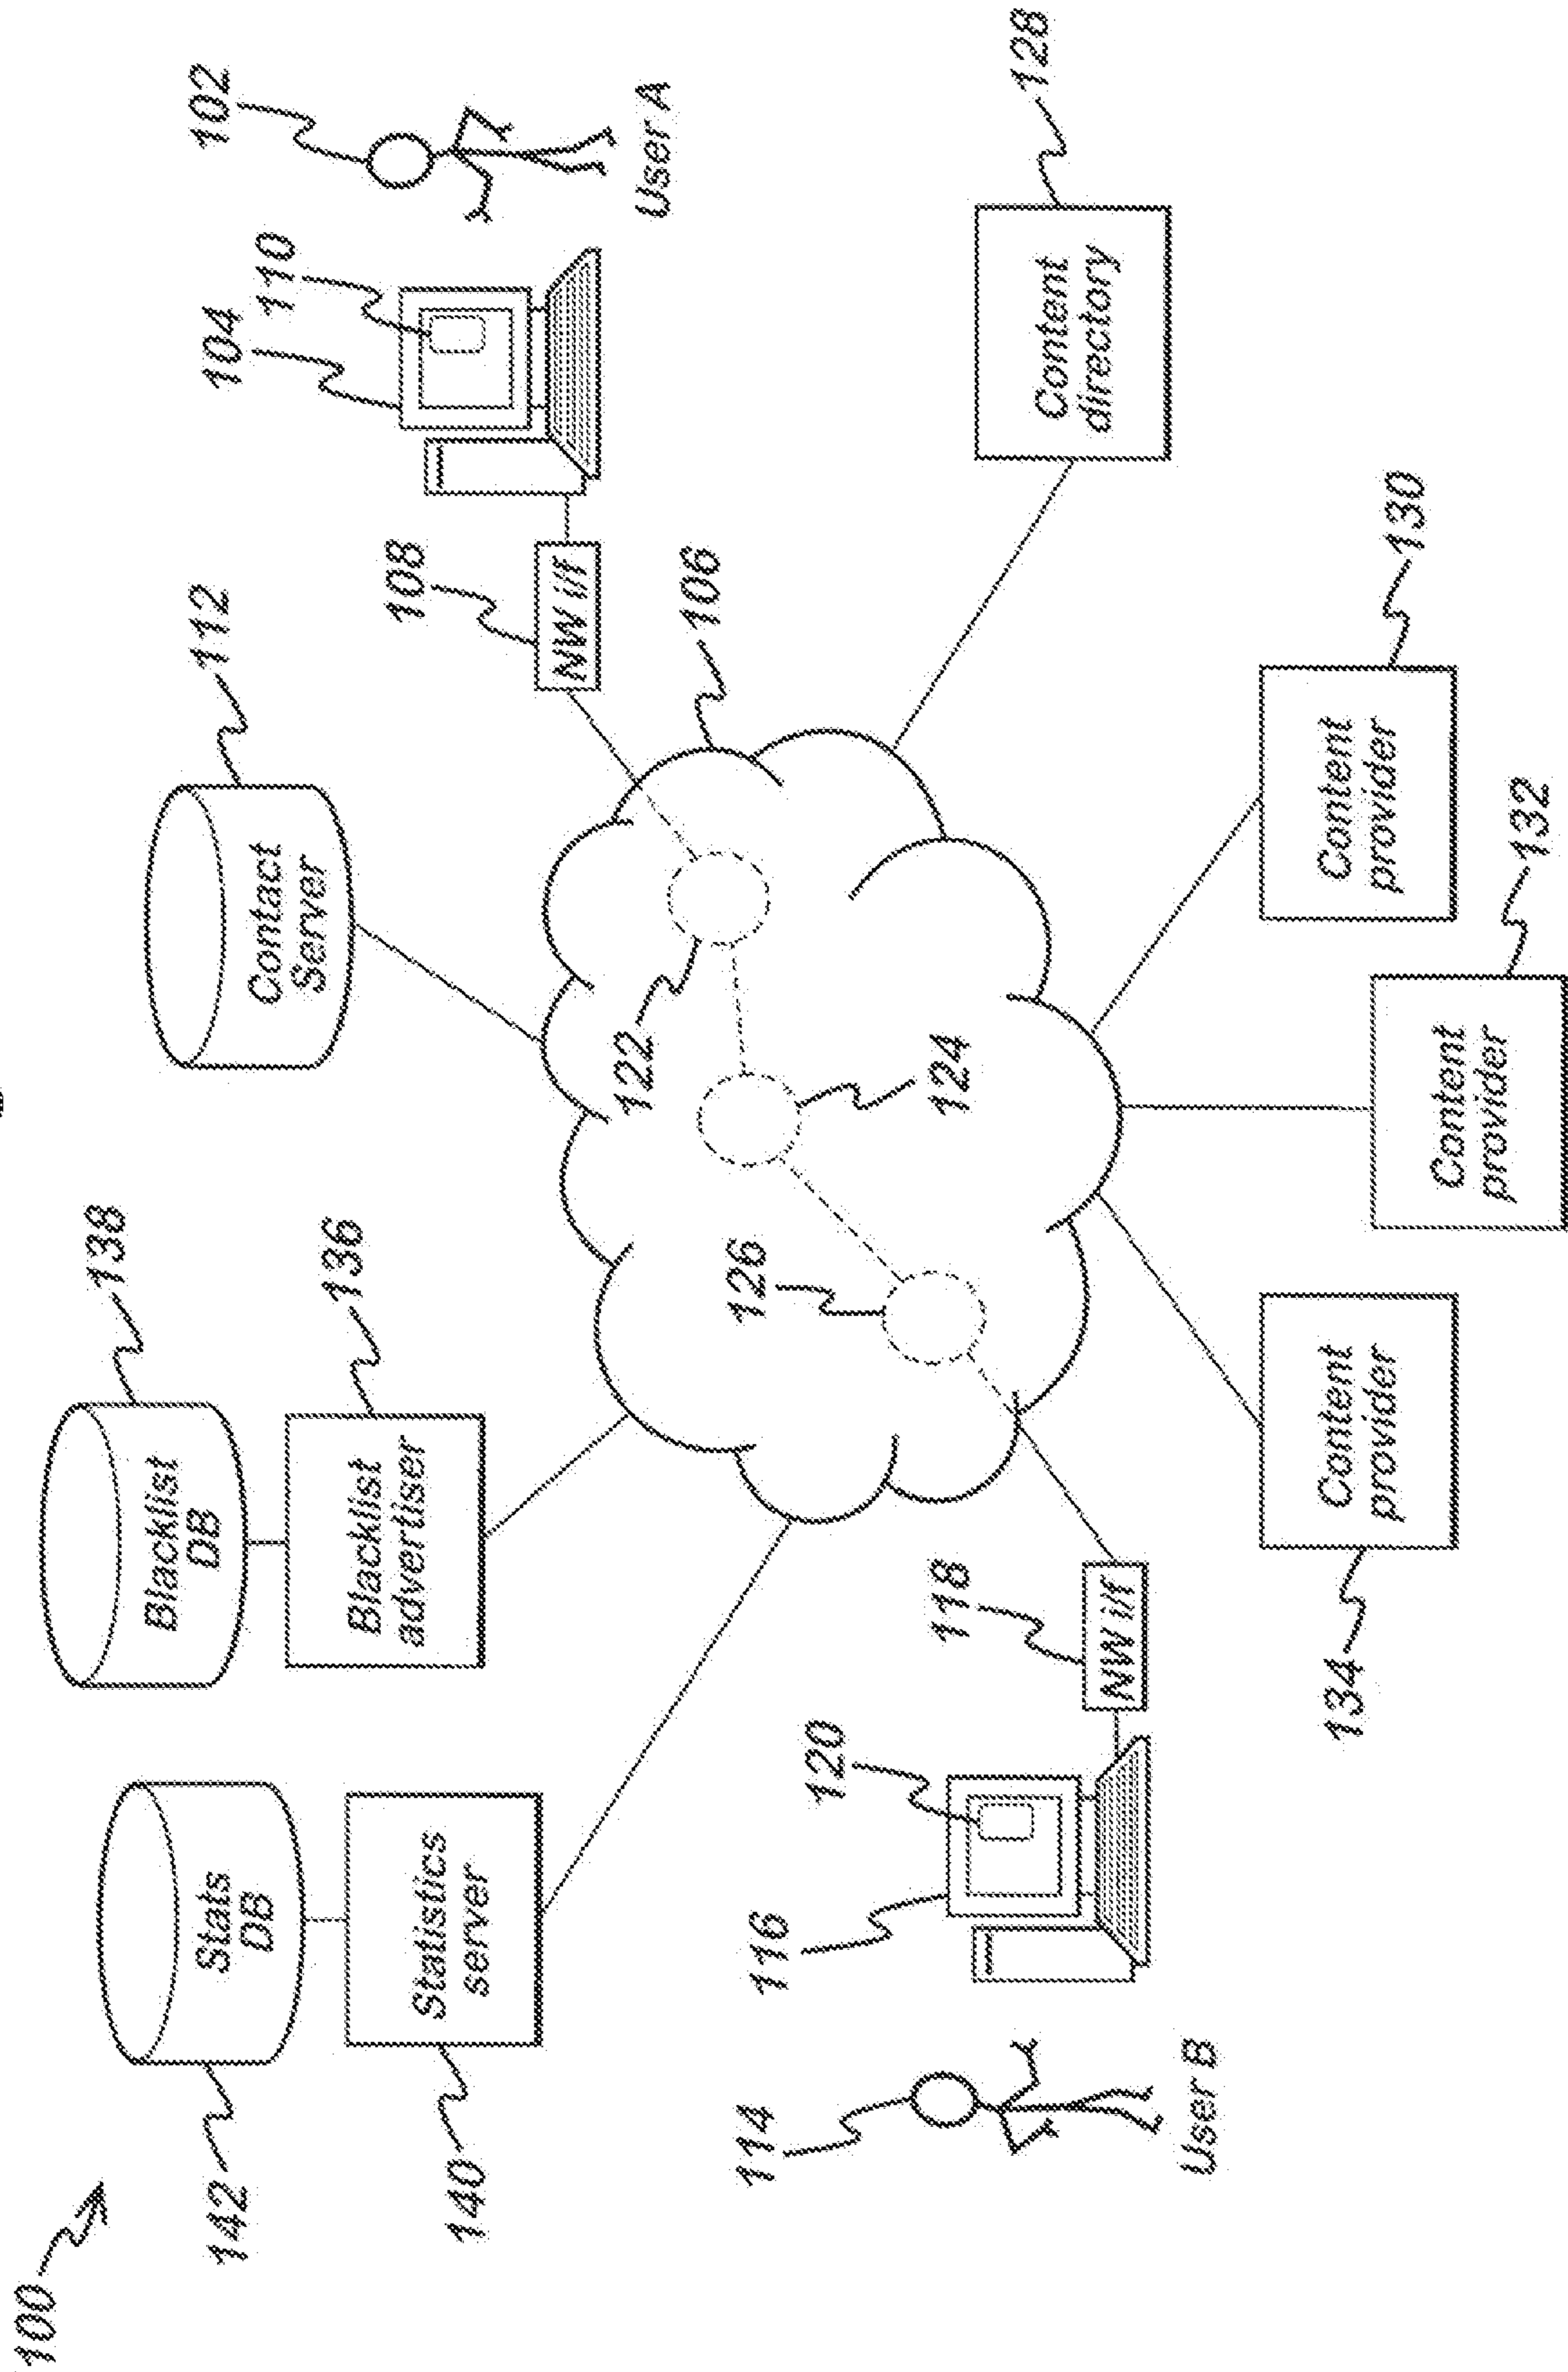 100
142
Stats
DB
140
Statistics
server
138
Blacklist
DB
136
Blacklist
advertiser
112
Contact
Server
102
User A
104
110
108
NW i/f
106
122
124
126
114
User B
116
120
118
NW i/f
134
Content
provider
132
Content
provider
130
Content
provider
128
Content
directory